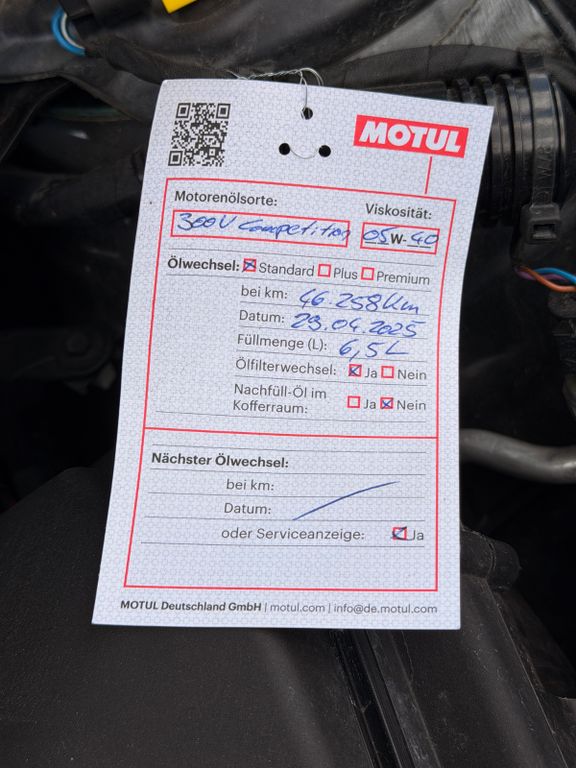 MOTUL
Motorenölsorte: Viskosität:
300V Competition 05W-40
Ölwechsel: Standard Plus Premium
bei km: 46.258km
Datum: 29.04.2025
Füllmenge (L): 6,5L
Ölfilterwechsel: Ja Nein
Nachfüll-Öl im
Kofferraum: Ja Nein
Nächster Ölwechsel:
bei km:
Datum:
oder Serviceanzeige: Ja
MOTUL Deutschland GmbH | motul.com | info@de.motul.com